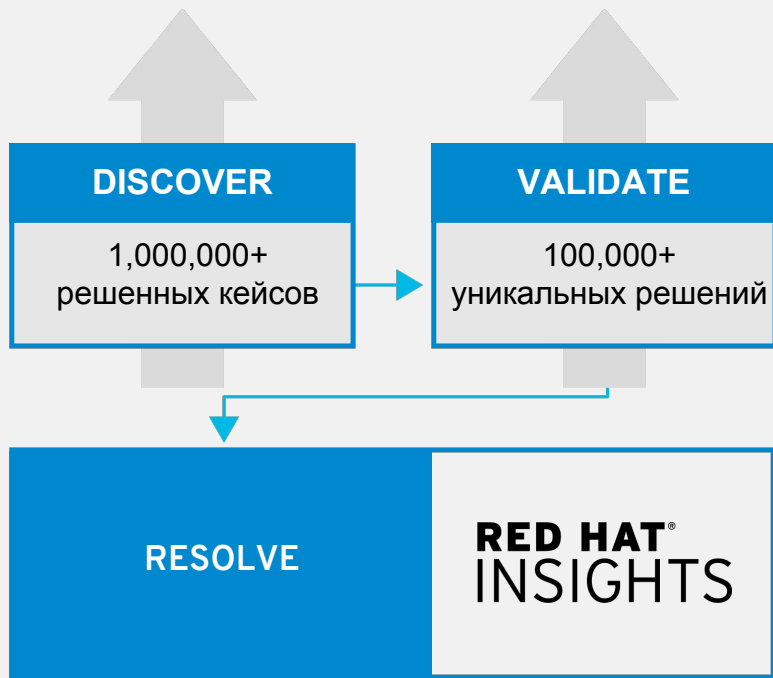 DISCOVER
1,000,000+
решенных кейсов
VALIDATE
100,000+
уникальных решений
RESOLVE
RED HAT®
INSIGHTS